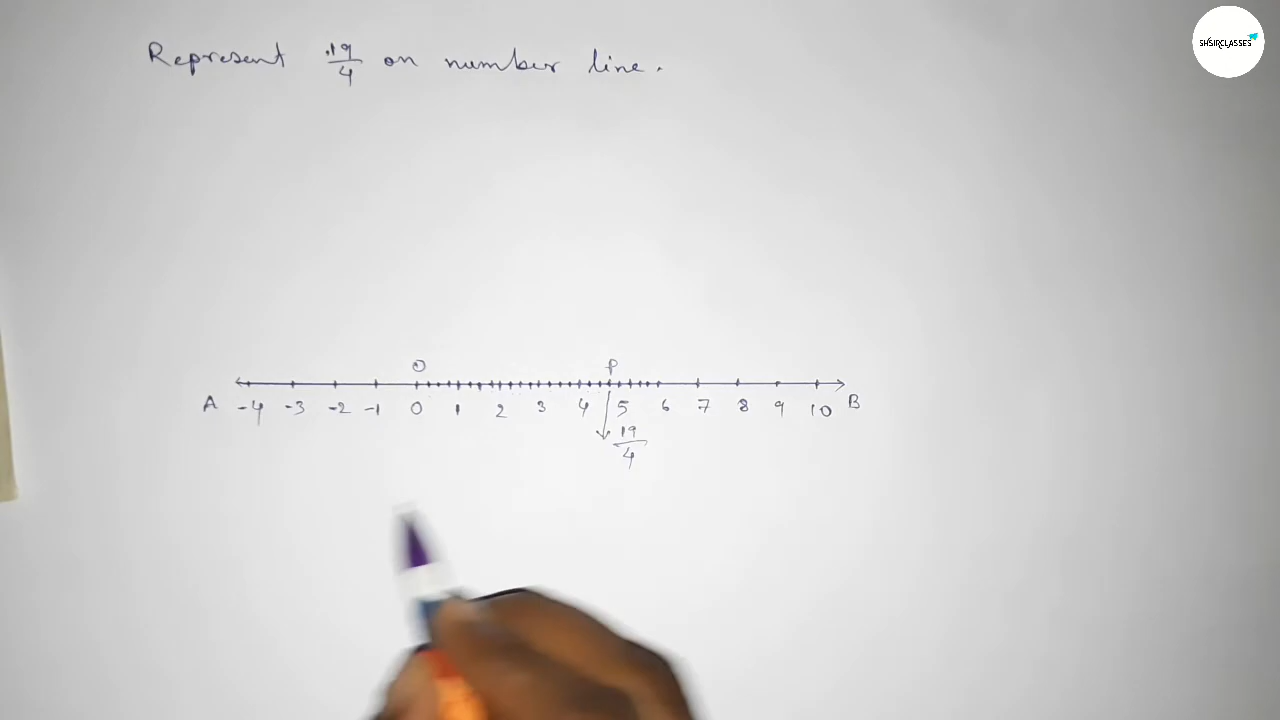 Represent 19/4 on number line.
SHSIRCLASSES
O P
A -4 -3 -2 -1 0 1 2 3 4 5 6 7 8 9 10 B
19/4